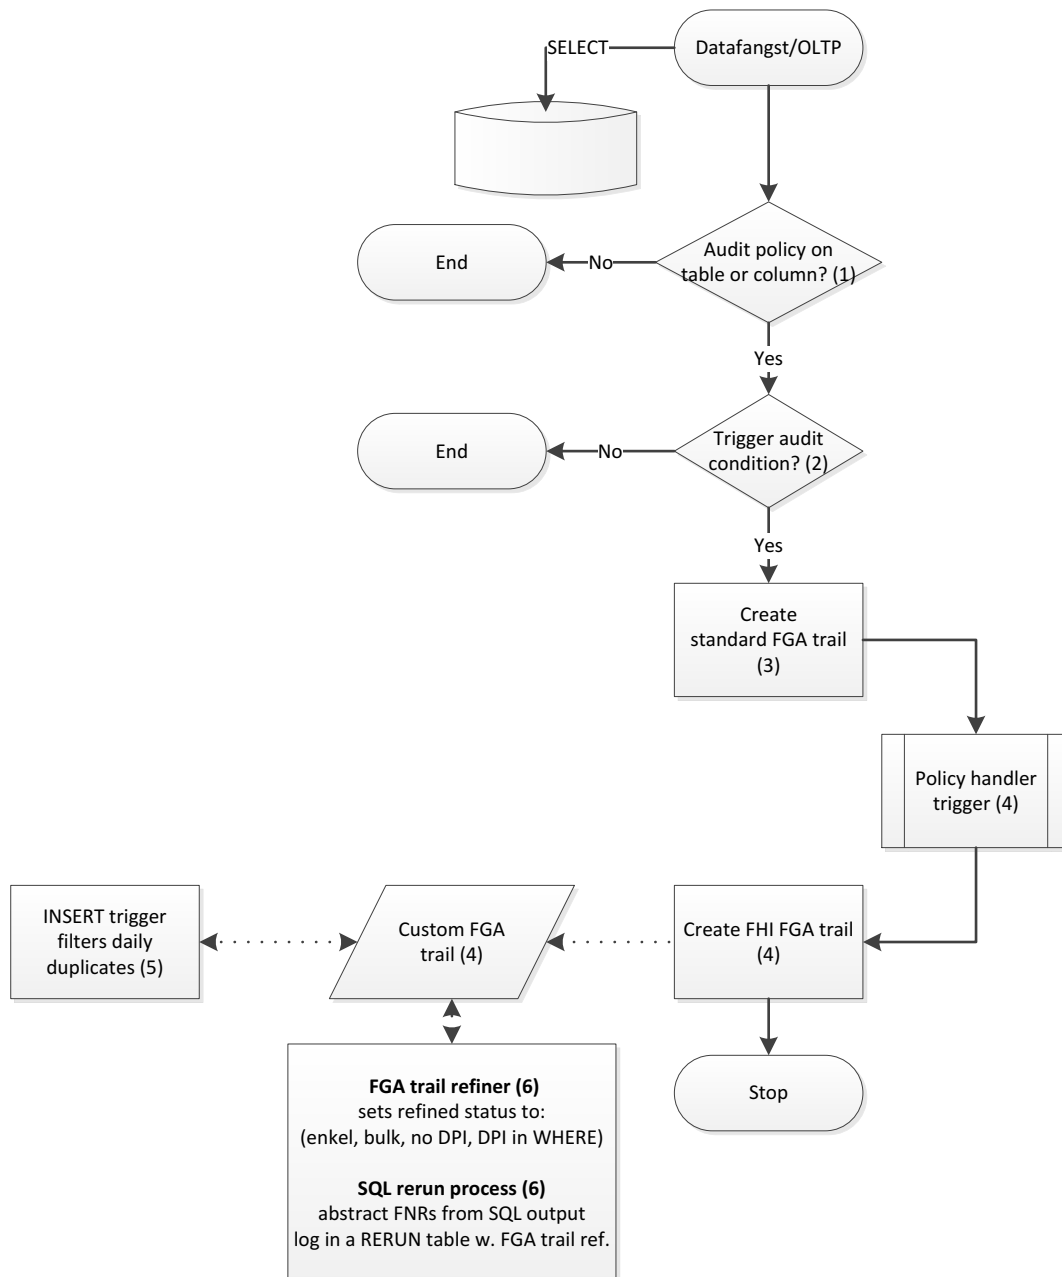 SELECT
Datafangst/OLTP
Audit policy on
table or column? (1)
No
End
Yes
Trigger audit
condition? (2)
No
End
Yes
Create
standard FGA trail
(3)
Policy handler
trigger (4)
INSERT trigger
filters daily
duplicates (5)
Custom FGA
trail (4)
Create FHI FGA trail
(4)
FGA trail refiner (6)
sets refined status to:
(enkel, bulk, no DPI, DPI in WHERE)
SQL rerun process (6)
abstract FNRs from SQL output
log in a RERUN table w. FGA trail ref.
Stop